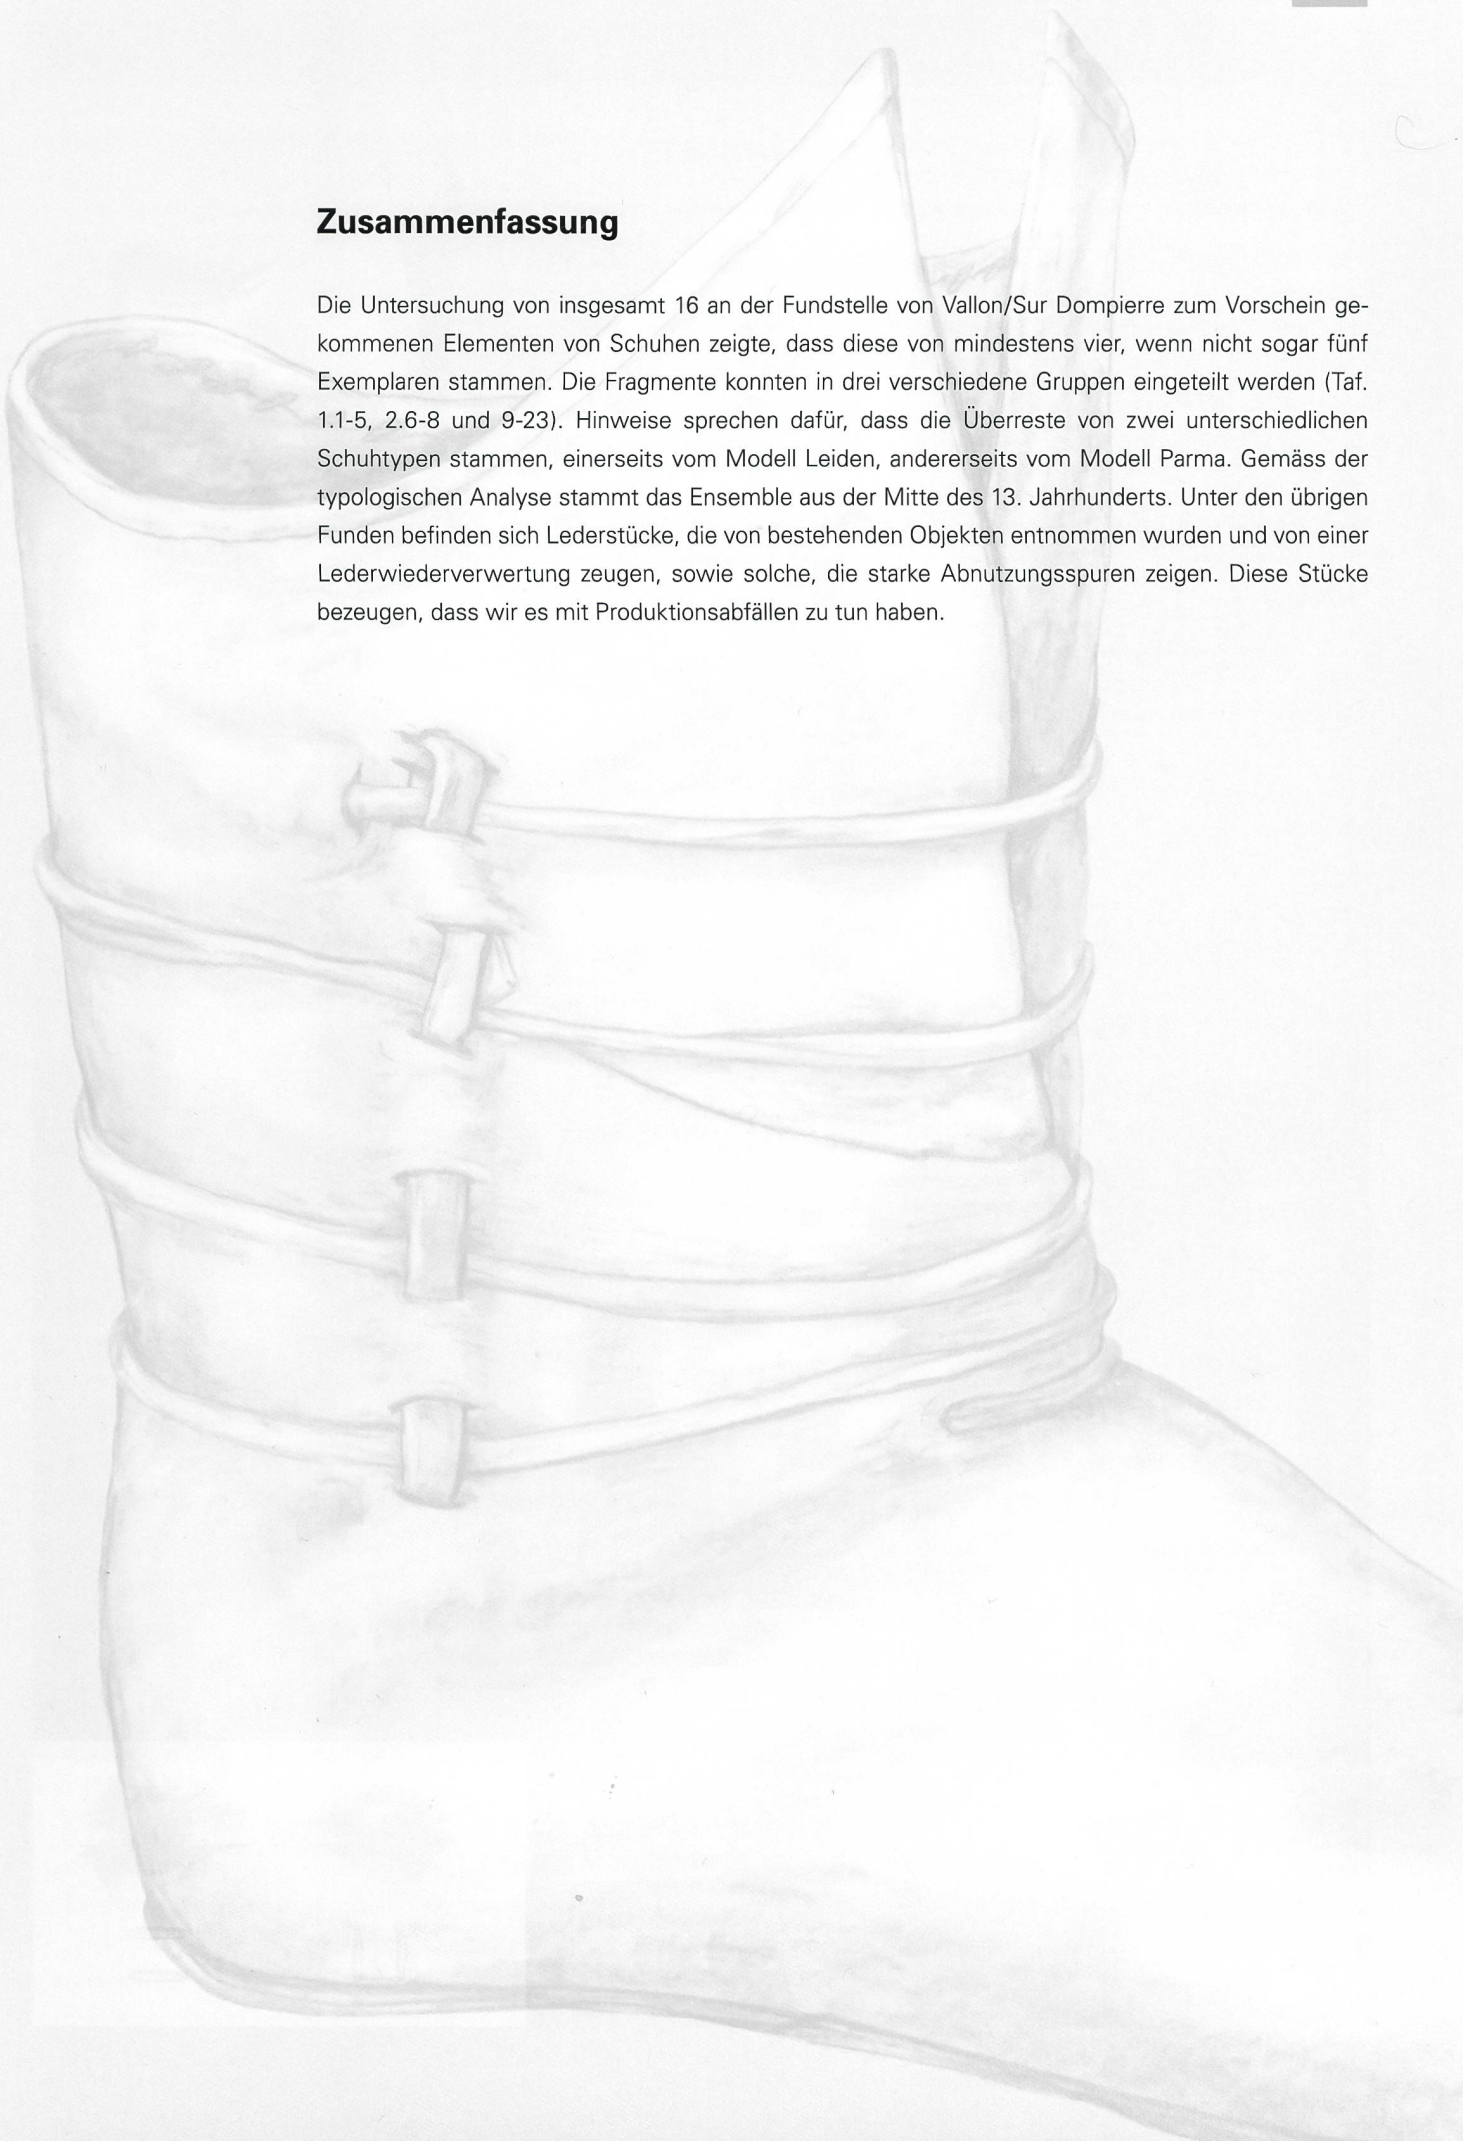 Zusammenfassung
Die Untersuchung von insgesamt 16 an der Fundstelle von Vallon/Sur Dompierre zum Vorschein ge-
kommenen Elementen von Schuhen zeigte, dass diese von mindestens vier, wenn nicht sogar fünf
Exemplaren stammen. Die Fragmente konnten in drei verschiedene Gruppen eingeteilt werden (Taf.
1.1-5, 2.6-8 und 9-23). Hinweise sprechen dafür, dass die Überreste von zwei unterschiedlichen
Schuhtypen stammen, einerseits vom Modell Leiden, andererseits vom Modell Parma. Gemäss der
typologischen Analyse stammt das Ensemble aus der Mitte des 13. Jahrhunderts. Unter den übrigen
Funden befinden sich Lederstücke, die von bestehenden Objekten entnommen wurden und von einer
Lederwiederverwertung zeugen, sowie solche, die starke Abnutzungsspuren zeigen. Diese Stücke
bezeugen, dass wir es mit Produktionsabfällen zu tun haben.